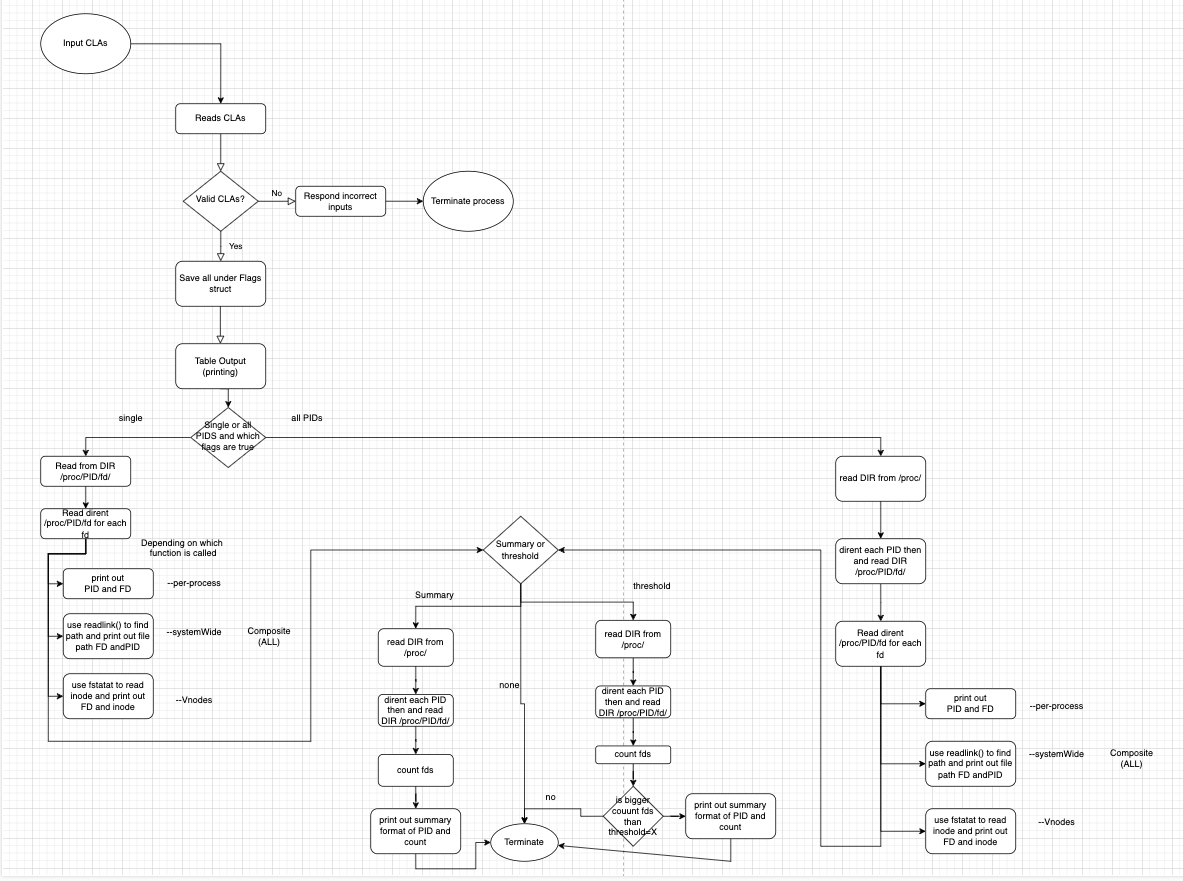 Input CLAs
Reads CLAs
Valid CLAs?
No
Respond incorrect
inputs
Terminate process
Yes
Save all under Flags
struct
Table Output
(printing)
single
Single or all
PIDS and which
flags are true
all PIDs
Read from DIR
/proc/PID/fd/
Read dirent
/proc/PID/fd for each
fd
Depending on which
function is called
print out
PID and FD
--per-process
use readlink() to find
path and print out file
path FD andPID
--systemWide
Composite
(ALL)
use fstatat to read
inode and print out
FD and inode
--Vnodes
Summary or
threshold
Summary
threshold
none
read DIR from
/proc/
dirent each PID
then and read
DIR /proc/PID/fd/
count fds
print out summary
format of PID and
count
read DIR from
/proc/
dirent each PID
then and read
DIR /proc/PID/fd/
count fds
is bigger
couunt fds
than
threshold=X
no
print out summary
format of PID and
count
Terminate
read DIR from /proc/
dirent each PID then
and read DIR
/proc/PID/fd/
Read dirent
/proc/PID/fd for each
fd
print out
PID and FD
--per-process
use readlink() to find
path and print out file
path FD andPID
--systemWide
Composite
(ALL)
use fstatat to read
inode and print out
FD and inode
--Vnodes